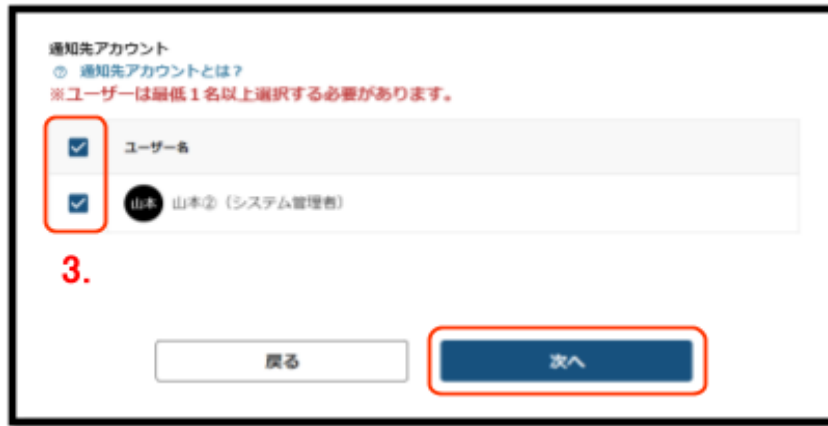 通知先アカウント
? 通知先アカウントとは？
※ユーザーは最低１名以上選択する必要があります。
ユーザー名
山本 山本②（システム管理者）
3.
戻る 次へ